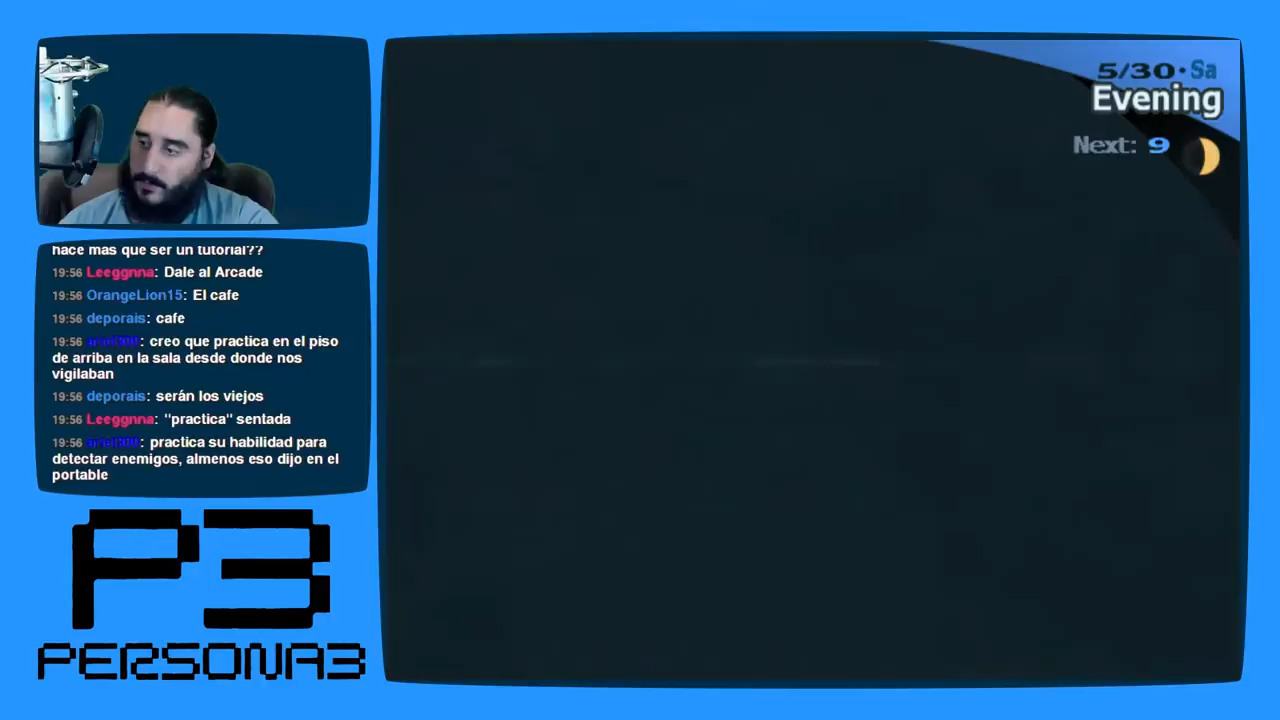 5/30·Sa
Evening
Next: 9
hace mas que ser un tutorial??
19:56 Leeggnna: Dale al Arcade
19:56 OrangeLion15: El cafe
19:56 deporais: cafe
19:56 : creo que practica en el piso
de arriba en la sala desde donde nos
vigilaban
19:56 deporais: serán los viejos
19:56 Leeggnna: "practica" sentada
19:56 : practica su habilidad para
detectar enemigos, almenos eso dijo en el
portable
P3
PERSONA3